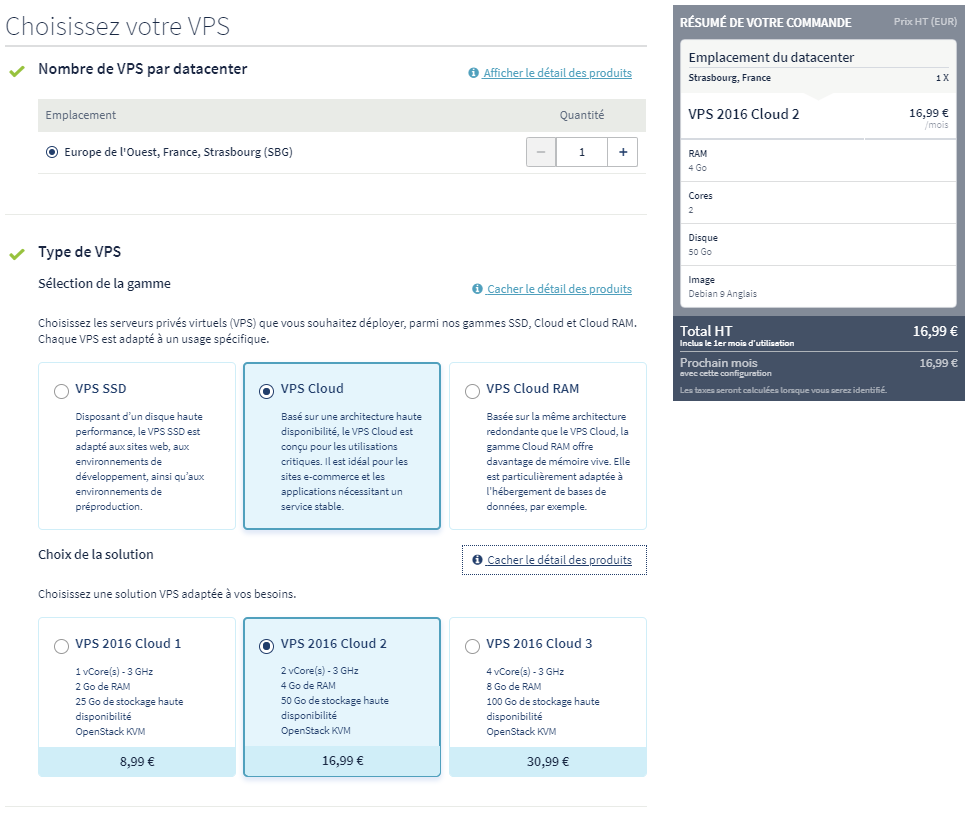 Choisissez votre VPS
Nombre de VPS par datacenter
Afficher le détail des produits
Emplacement
Quantité
Europe de l'Ouest, France, Strasbourg (SBG)
− 1 +
Type de VPS
Sélection de la gamme
Cacher le détail des produits
Choisissez les serveurs privés virtuels (VPS) que vous souhaitez déployer, parmi nos gammes SSD, Cloud et Cloud RAM.
Chaque VPS est adapté à un usage spécifique.
VPS SSD
Disposant d'un disque haute
performance, le VPS SSD est
adapté aux sites web, aux
environnements de
développement, ainsi qu'aux
environnements de
préproduction.
VPS Cloud
Basé sur une architecture haute
disponibilité, le VPS Cloud est
conçu pour les utilisations
critiques. Il est idéal pour les
sites e-commerce et les
applications nécessitant un
service stable.
VPS Cloud RAM
Basée sur la même architecture
redondante que le VPS Cloud, la
gamme Cloud RAM offre
davantage de mémoire vive. Elle
est particulièrement adaptée à
l'hébergement de bases de
données, par exemple.
Choix de la solution
Cacher le détail des produits
Choisissez une solution VPS adaptée à vos besoins.
VPS 2016 Cloud 1
1 vCore(s) - 3 GHz
2 Go de RAM
25 Go de stockage haute
disponibilité
OpenStack KVM
8,99 €
VPS 2016 Cloud 2
2 vCore(s) - 3 GHz
4 Go de RAM
50 Go de stockage haute
disponibilité
OpenStack KVM
16,99 €
VPS 2016 Cloud 3
4 vCore(s) - 3 GHz
8 Go de RAM
100 Go de stockage haute
disponibilité
OpenStack KVM
30,99 €
RÉSUMÉ DE VOTRE COMMANDE
Prix HT (EUR)
Emplacement du datacenter
Strasbourg, France
1 X
VPS 2016 Cloud 2
16,99 €
/mois
RAM
4 Go
Cores
2
Disque
50 Go
Image
Debian 9 Anglais
Total HT
16,99 €
Inclus le 1er mois d'utilisation
Prochain mois
16,99 €
avec cette configuration
Les taxes seront calculées lorsque vous serez identifié.